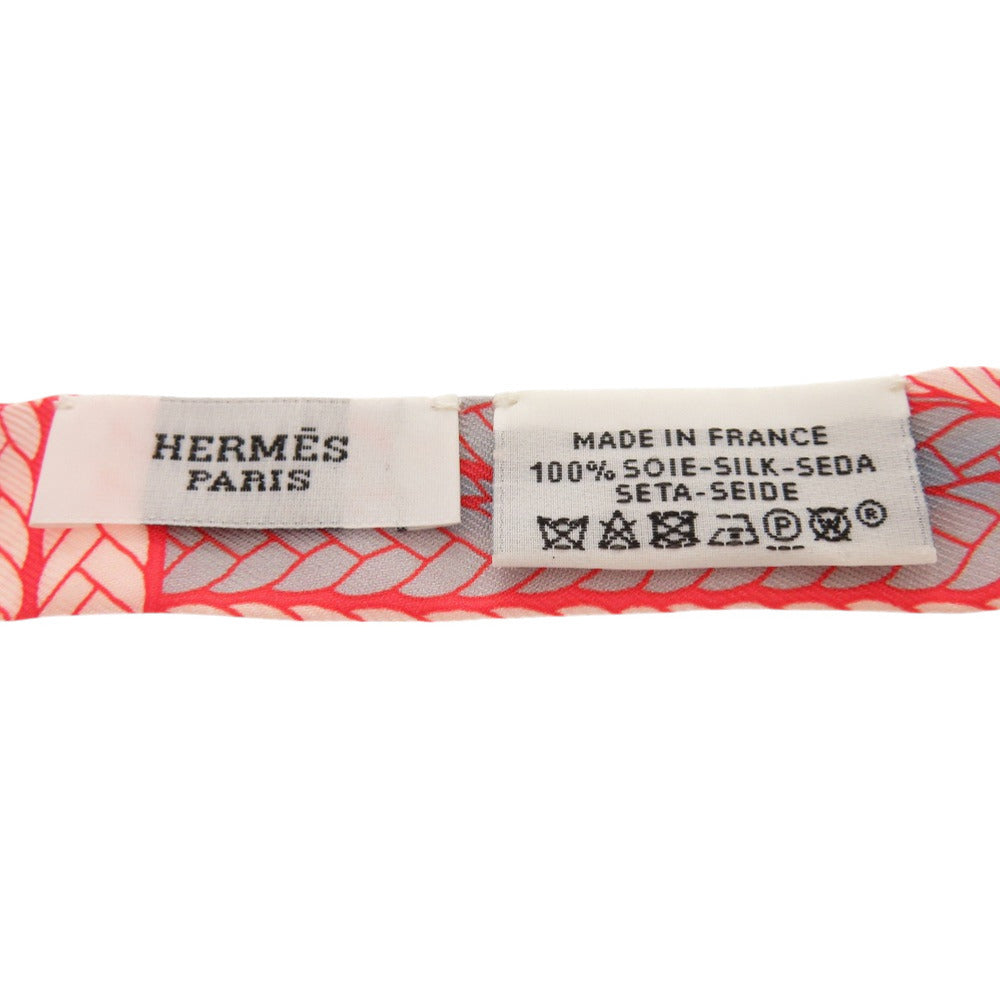 HERMĒS
PARIS
MADE IN FRANCE
100% SOIE-SILK-SEDA
SETA-SEIDE
P W ®